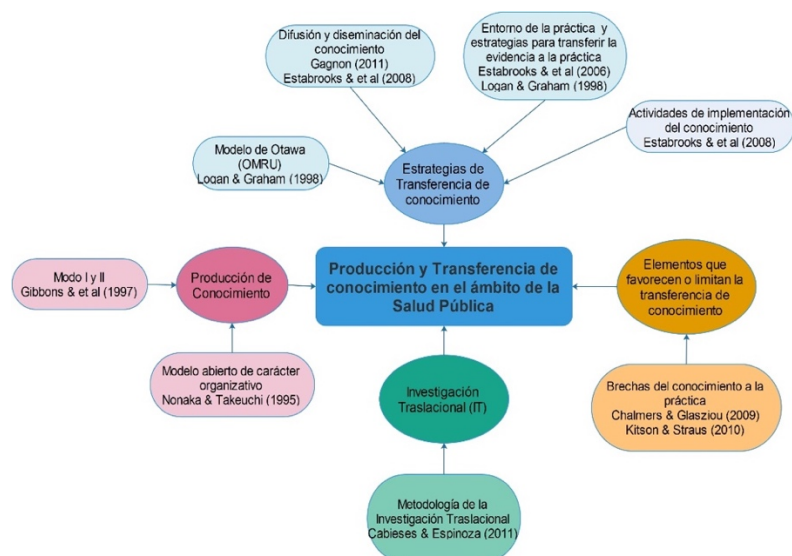 Difusión y diseminación del
conocimiento
Gagnon (2011)
Estabrooks & et al (2008)
Entorno de la práctica y
estrategias para transferir la
evidencia a la práctica
Estabrooks & et al (2006)
Logan & Graham (1998)
Actividades de implementación
del conocimiento
Estabrooks & et al (2008)
Modelo de Otawa
(OMRU)
Logan & Graham (1998)
Estrategias de
Transferencia de
conocimiento
Modo I y II
Gibbons & et al (1997)
Producción de
Conocimiento
Producción y Transferencia de
conocimiento en el ámbito de la
Salud Pública
Elementos que
favorecen o limitan la
transferencia de
conocimiento
Modelo abierto de carácter
organizativo
Nonaka & Takeuchi (1995)
Investigación
Traslacional (IT)
Brechas del conocimiento a la
práctica
Chalmers & Glasziou (2009)
Kitson & Straus (2010)
Metodología de la
Investigación Traslacional
Cabieses & Espinoza (2011)